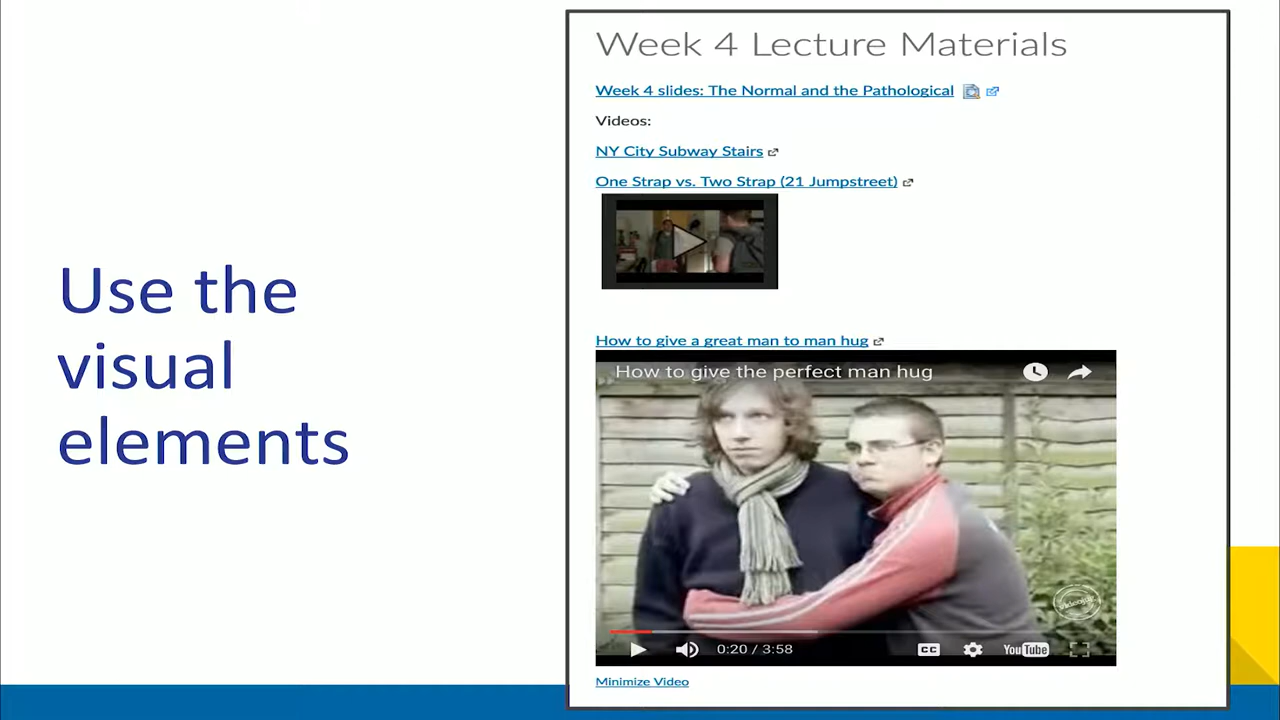 Use the
visual
elements
Week 4 Lecture Materials
Week 4 slides: The Normal and the Pathological
Videos:
NY City Subway Stairs
One Strap vs. Two Strap (21 Jumpstreet)
How to give a great man to man hug
How to give the perfect man hug
videojug
0:20 / 3:58
CC
YouTube
Minimize Video